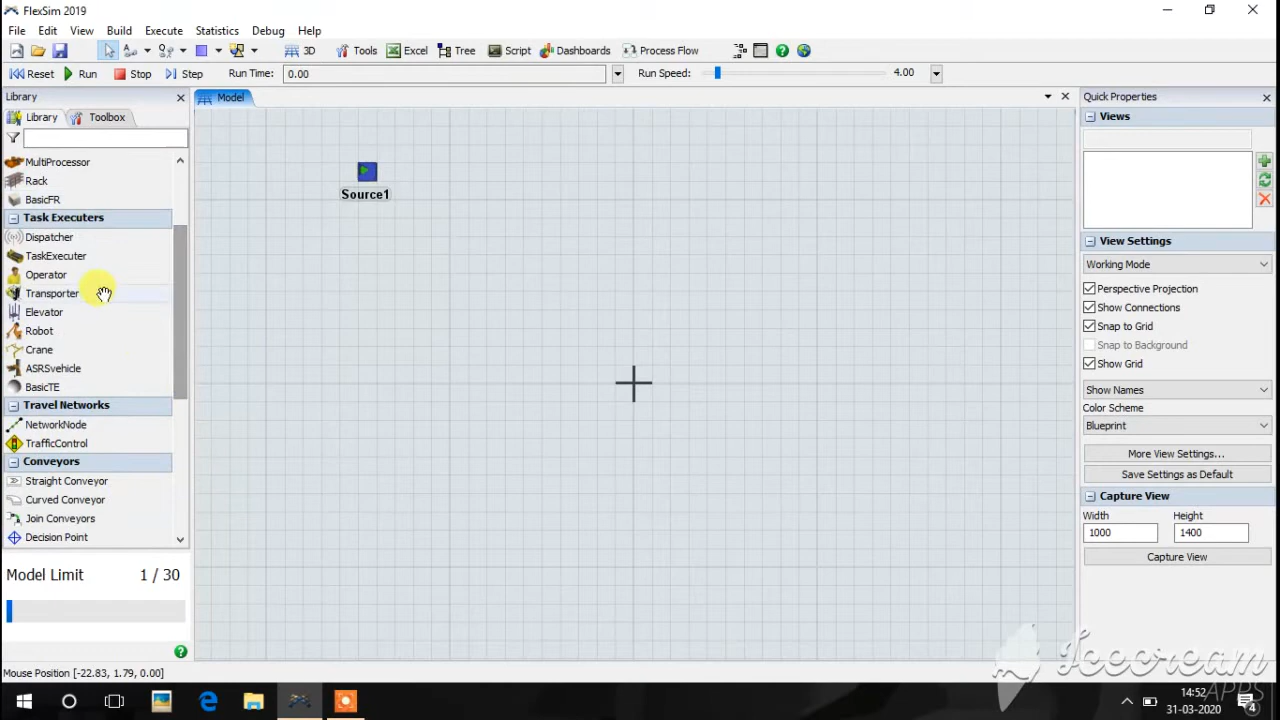 FlexSim 2019
File Edit View Build Execute Statistics Debug Help
3D Tools Excel Tree Script Dashboards Process Flow
Reset Run Stop Step Run Time: 0.00 Run Speed: 4.00
Library
Library Toolbox
MultiProcessor
Rack
BasicFR
Task Executers
Dispatcher
TaskExecuter
Operator
Transporter
Elevator
Robot
Crane
ASRSvehicle
BasicTE
Travel Networks
NetworkNode
TrafficControl
Conveyors
Straight Conveyor
Curved Conveyor
Join Conveyors
Decision Point
Model Limit 1 / 30
Model
Source1
Quick Properties
Views
View Settings
Working Mode
Perspective Projection
Show Connections
Snap to Grid
Snap to Background
Show Grid
Show Names
Color Scheme
Blueprint
More View Settings...
Save Settings as Default
Capture View
Width Height
1000 1400
Capture View
Icecream
APPS
Mouse Position [-22.83, 1.79, 0.00]
14:52
31-03-2020
4